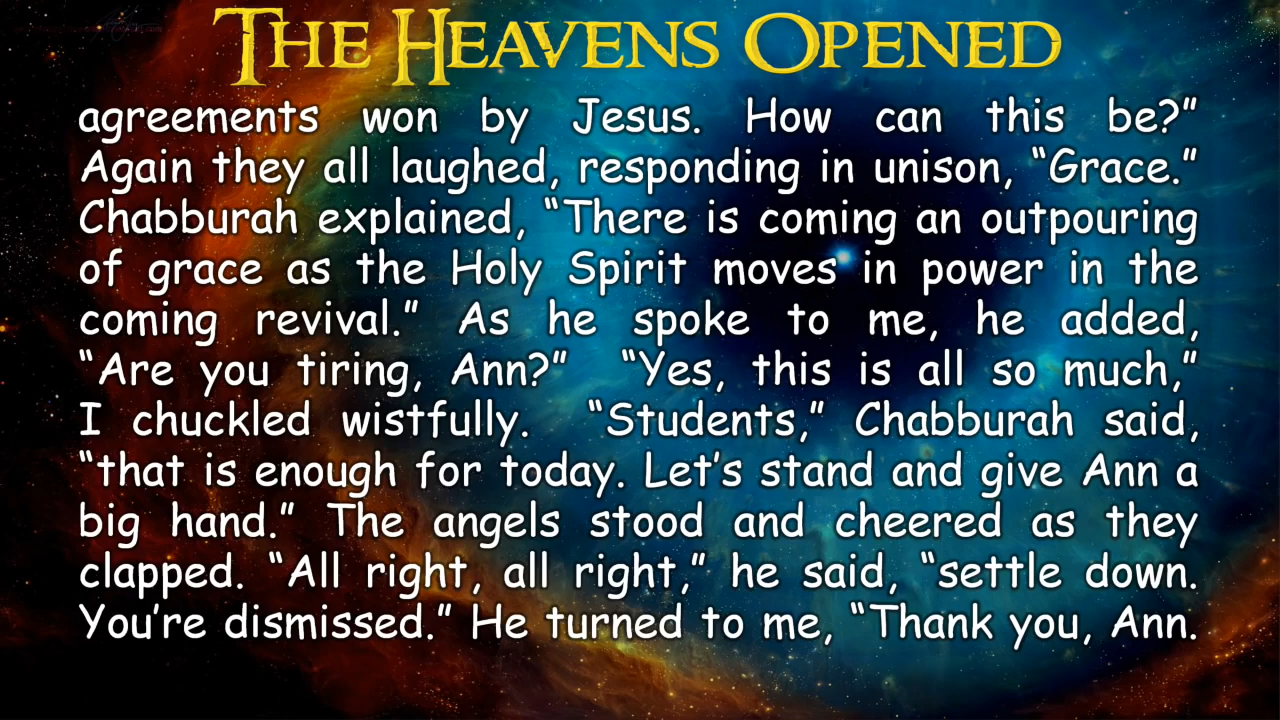 THE HEAVENS OPENED
agreements won by Jesus. How can this be?”
Again they all laughed, responding in unison, “Grace.”
Chabburah explained, “There is coming an outpouring
of grace as the Holy Spirit moves in power in the
coming revival.” As he spoke to me, he added,
“Are you tiring, Ann?” “Yes, this is all so much,”
I chuckled wistfully. “Students,” Chabburah said,
“that is enough for today. Let’s stand and give Ann a
big hand.” The angels stood and cheered as they
clapped. “All right, all right,” he said, “settle down.
You’re dismissed.” He turned to me, “Thank you, Ann.